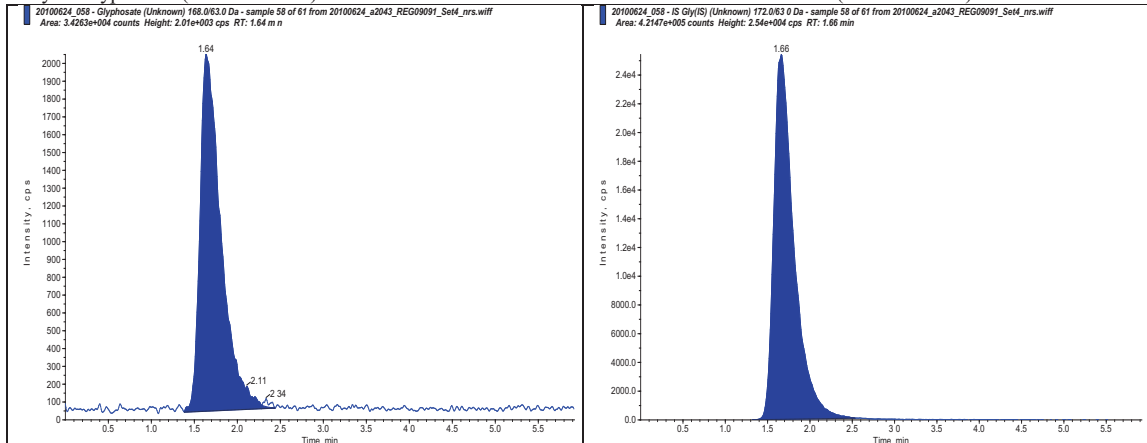 20100624_058 - Glyphosate (Unknown) 168.0/63.0 Da - sample 58 of 61 from 20100624_a2043_REG09091_Set4_nrs.wiff
Area: 3.4263e+004 counts Height: 2.01e+003 cps RT: 1.64 m n
1.64
2000
1900
1800
1700
1600
1500
1400
1300
1200
1100
1000
900
800
700
600
500
400
300
200
100
0
Intensity, cps
2.11
2 34
0.5 1.0 1.5 2.0 2.5 3.0 3.5 4.0 4.5 5.0 5.5
Time min
20100624_058 - IS Gly(IS) (Unknown) 172.0/63 0 Da - sample 58 of 61 from 20100624_a2043_REG09091_Set4_nrs.wiff
Area: 4.2147e+005 counts Height: 2.54e+004 cps RT: 1.66 min
1.66
2.4e4
2.2e4
2.0e4
1.8e4
1.6e4
1.4e4
1.2e4
1.0e4
8000.0
6000.0
4000.0
2000.0
0.0
Intensity, cps
0.5 1.0 1.5 2.0 2.5 3.0 3.5 4.0 4.5 5.0 5.5
Time min